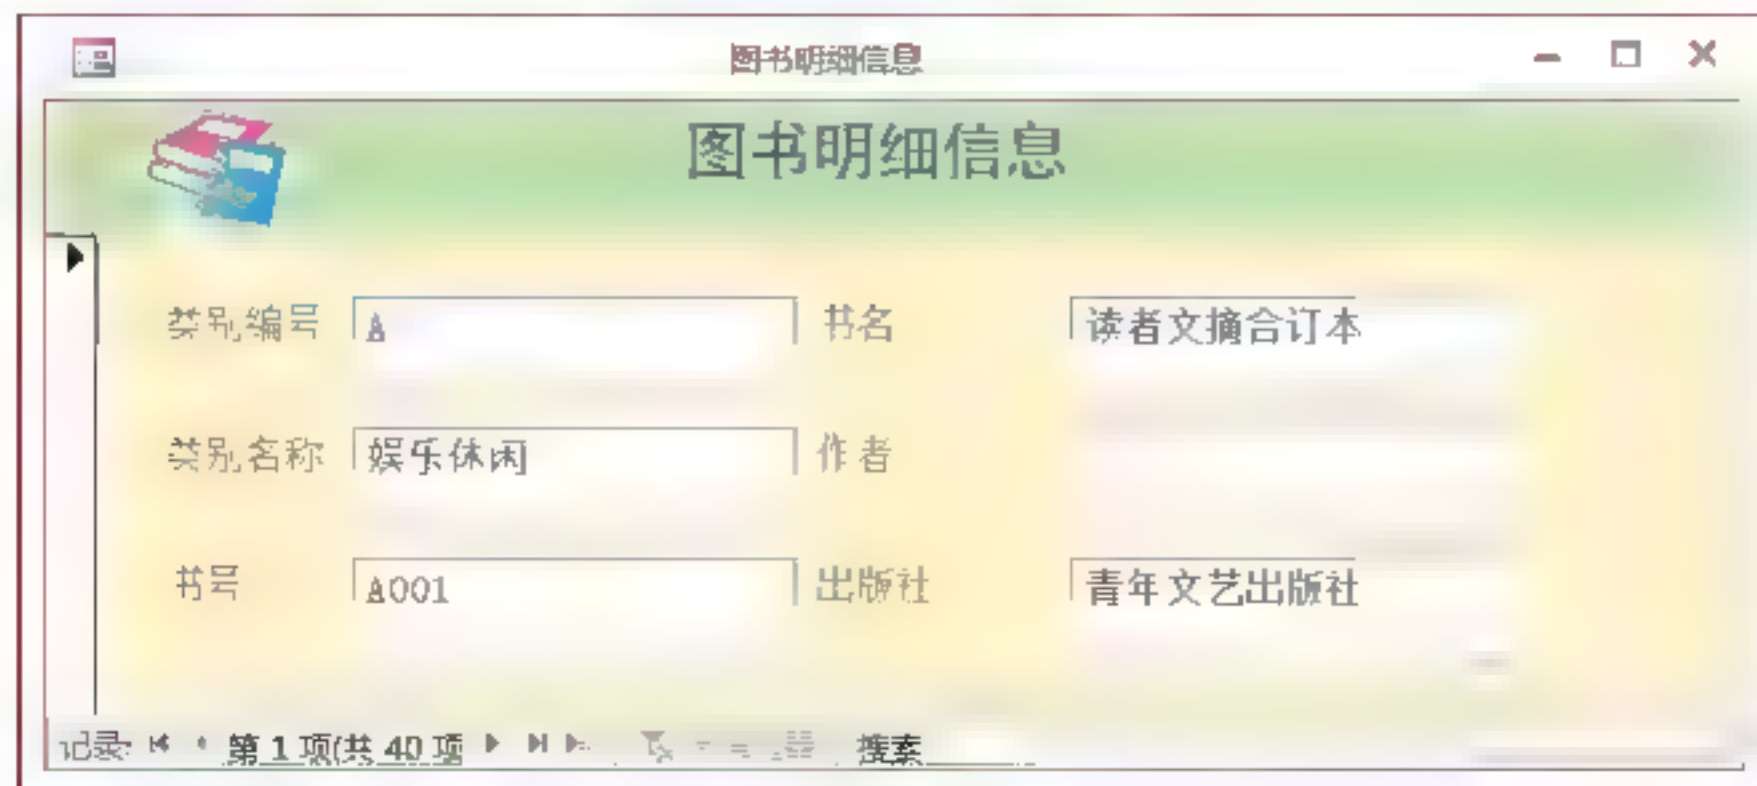 图书明细信息
图书明细信息
类别编号 A 书名 读者文摘合订本
类别名称 娱乐休闲 作者
书号 A001 出版社 青年文艺出版社
记录: 第 1 项(共 40 项 搜索